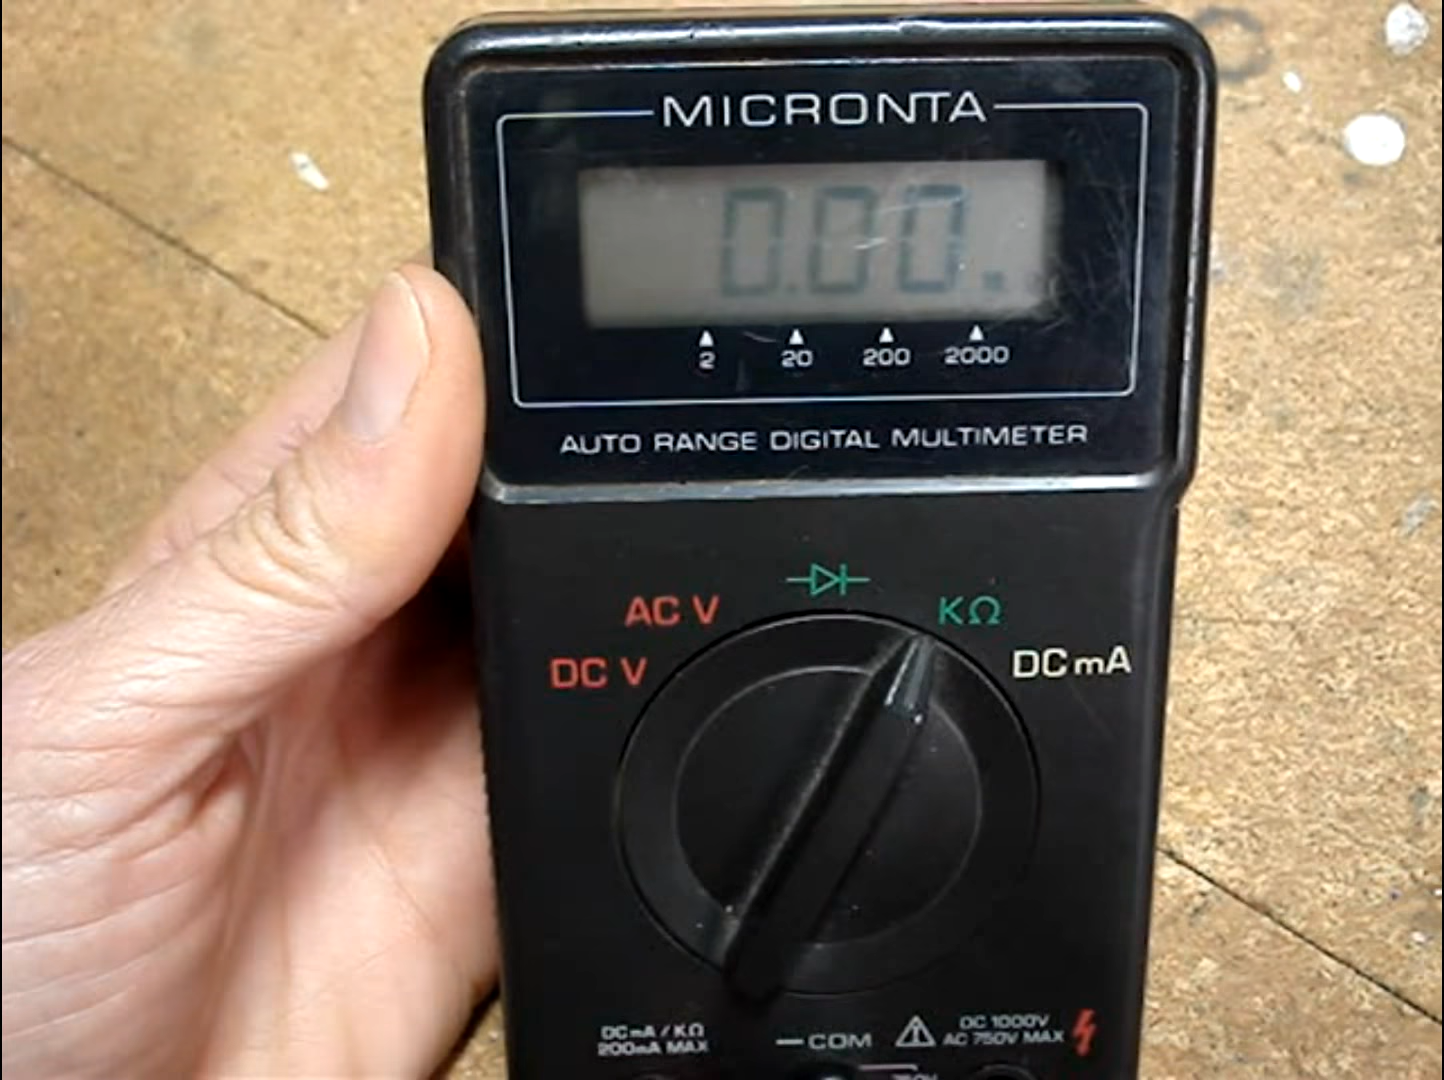 MICRONTA
0.00.
2 20 200 2000
AUTO RANGE DIGITAL MULTIMETER
AC V KΩ
DC V DC mA
DC mA / KΩ
200mA MAX
COM
DC 1000V
AC 750V MAX